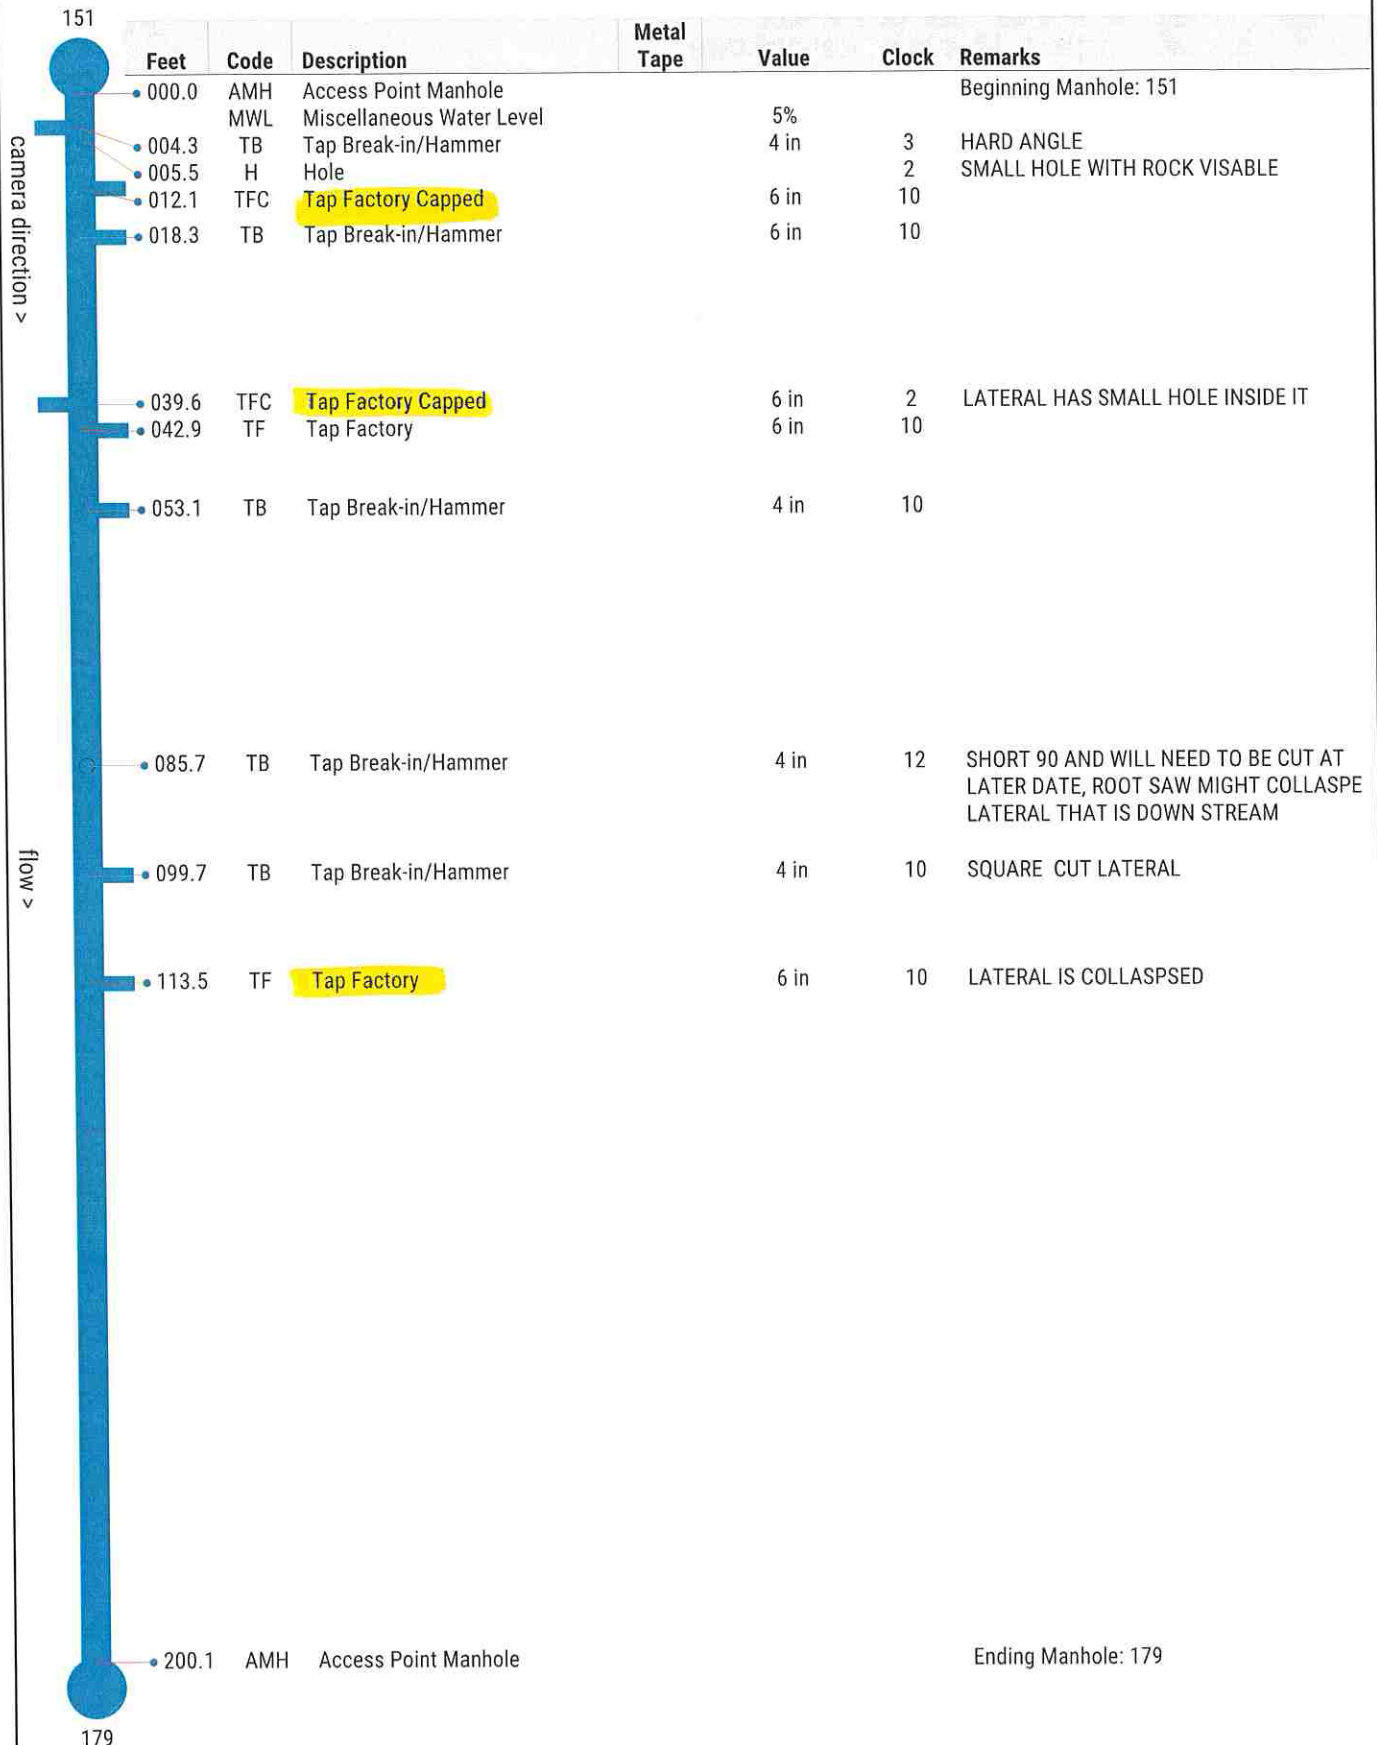 151
Feet Code Description Metal Tape Value Clock Remarks
000.0 AMH Access Point Manhole Beginning Manhole: 151
MWL Miscellaneous Water Level 5%
004.3 TB Tap Break-in/Hammer 4 in 3 HARD ANGLE
005.5 H Hole 2 SMALL HOLE WITH ROCK VISABLE
012.1 TFC Tap Factory Capped 6 in 10
018.3 TB Tap Break-in/Hammer 6 in 10
camera direction >
039.6 TFC Tap Factory Capped 6 in 2 LATERAL HAS SMALL HOLE INSIDE IT
042.9 TF Tap Factory 6 in 10
053.1 TB Tap Break-in/Hammer 4 in 10
085.7 TB Tap Break-in/Hammer 4 in 12 SHORT 90 AND WILL NEED TO BE CUT AT
LATER DATE, ROOT SAW MIGHT COLLASPE
LATERAL THAT IS DOWN STREAM
flow >
099.7 TB Tap Break-in/Hammer 4 in 10 SQUARE CUT LATERAL
113.5 TF Tap Factory 6 in 10 LATERAL IS COLLASPSED
200.1 AMH Access Point Manhole Ending Manhole: 179
179